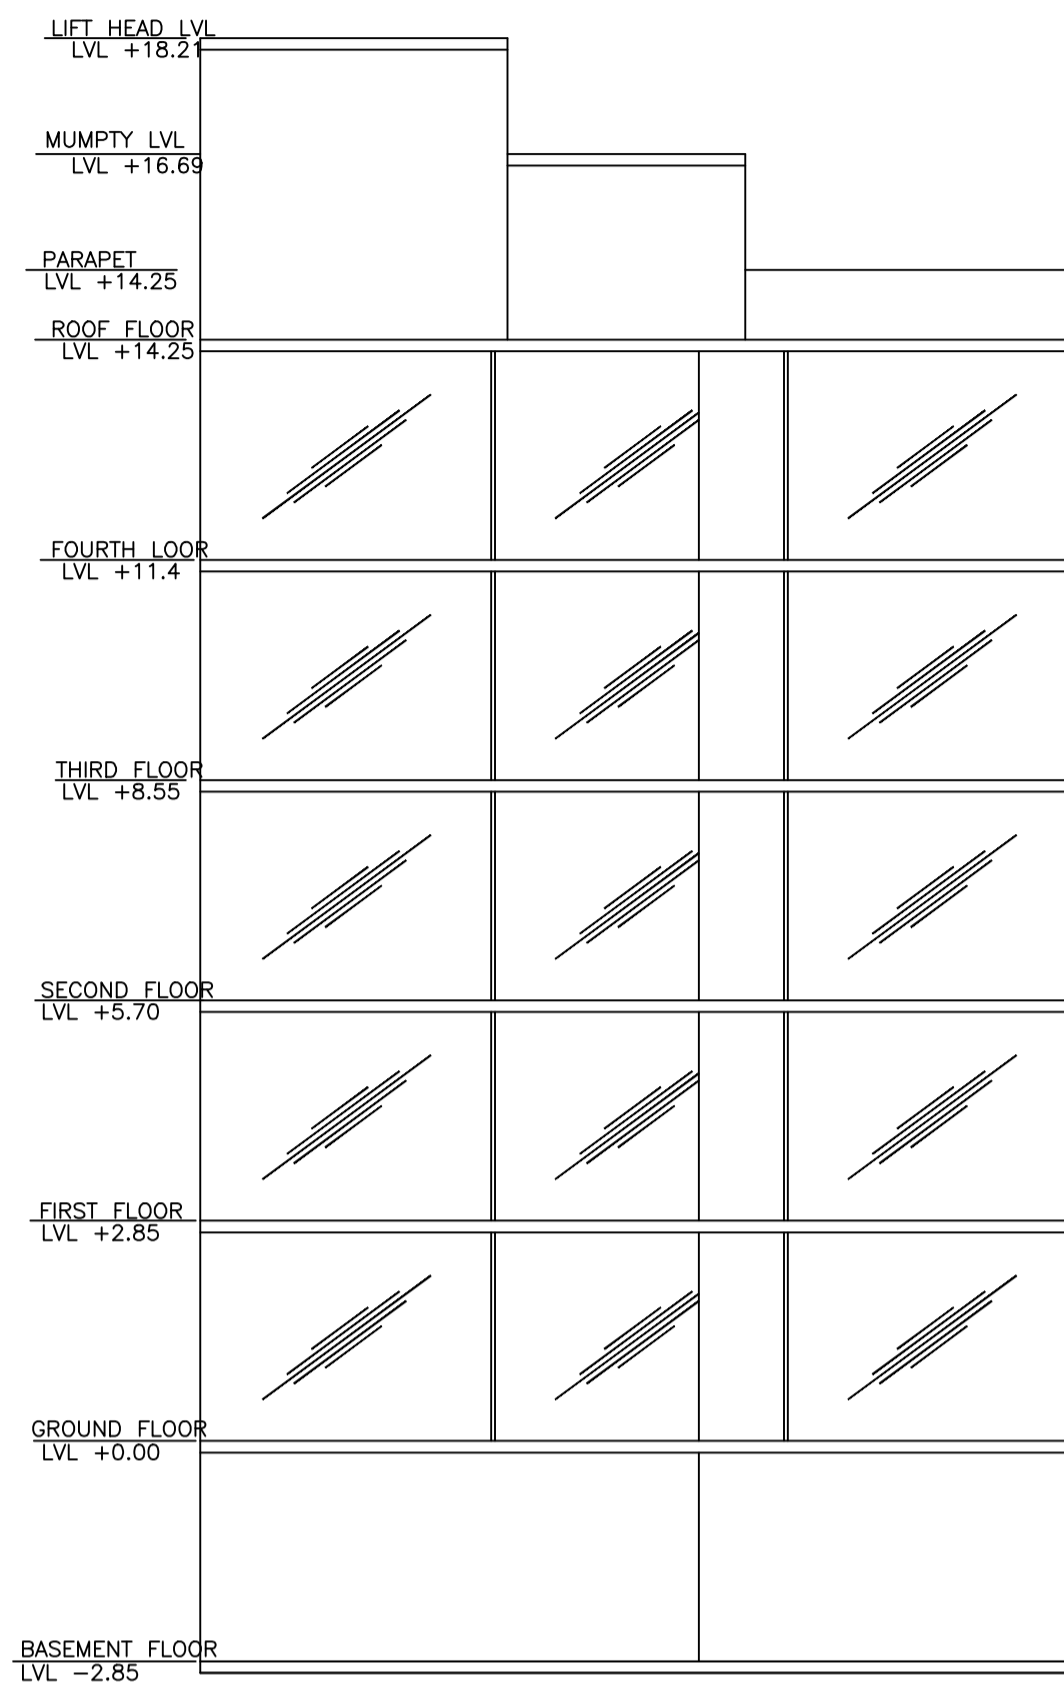 LIFT HEAD LVL
LVL +18.21
MUMPTY LVL
LVL +16.69
PARAPET
LVL +14.25
ROOF FLOOR
LVL +14.25
FOURTH LOOR
LVL +11.4
THIRD FLOOR
LVL +8.55
SECOND FLOOR
LVL +5.70
FIRST FLOOR
LVL +2.85
GROUND FLOOR
LVL +0.00
BASEMENT FLOOR
LVL −2.85